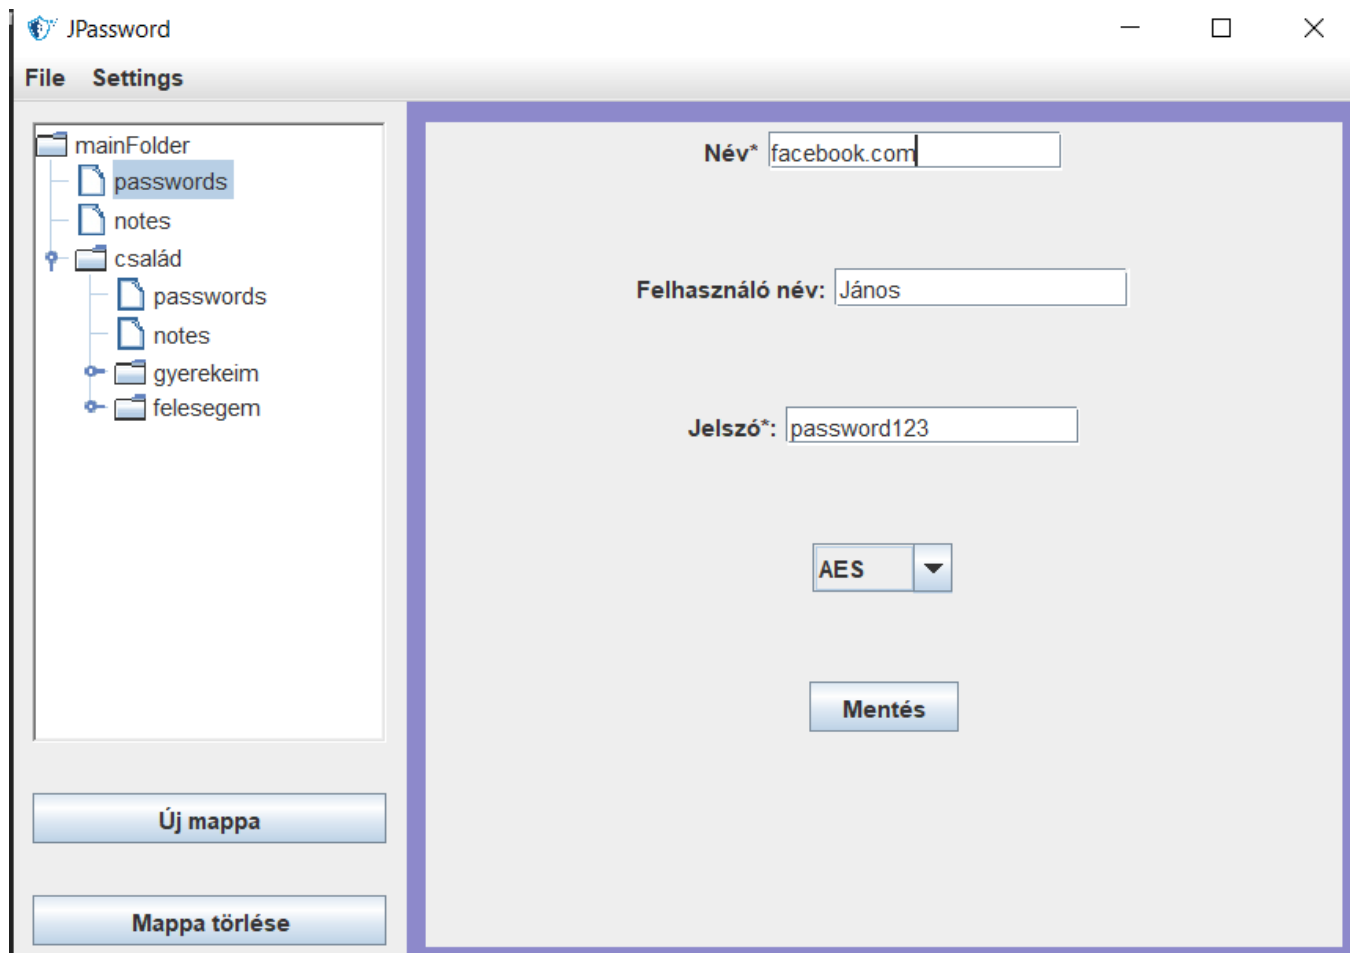 JPassword
File Settings
mainFolder
passwords
notes
család
passwords
notes
gyerekeim
felesegem
Új mappa
Mappa törlése
Név* facebook.com
Felhasználó név: János
Jelszó*: password123
AES
Mentés